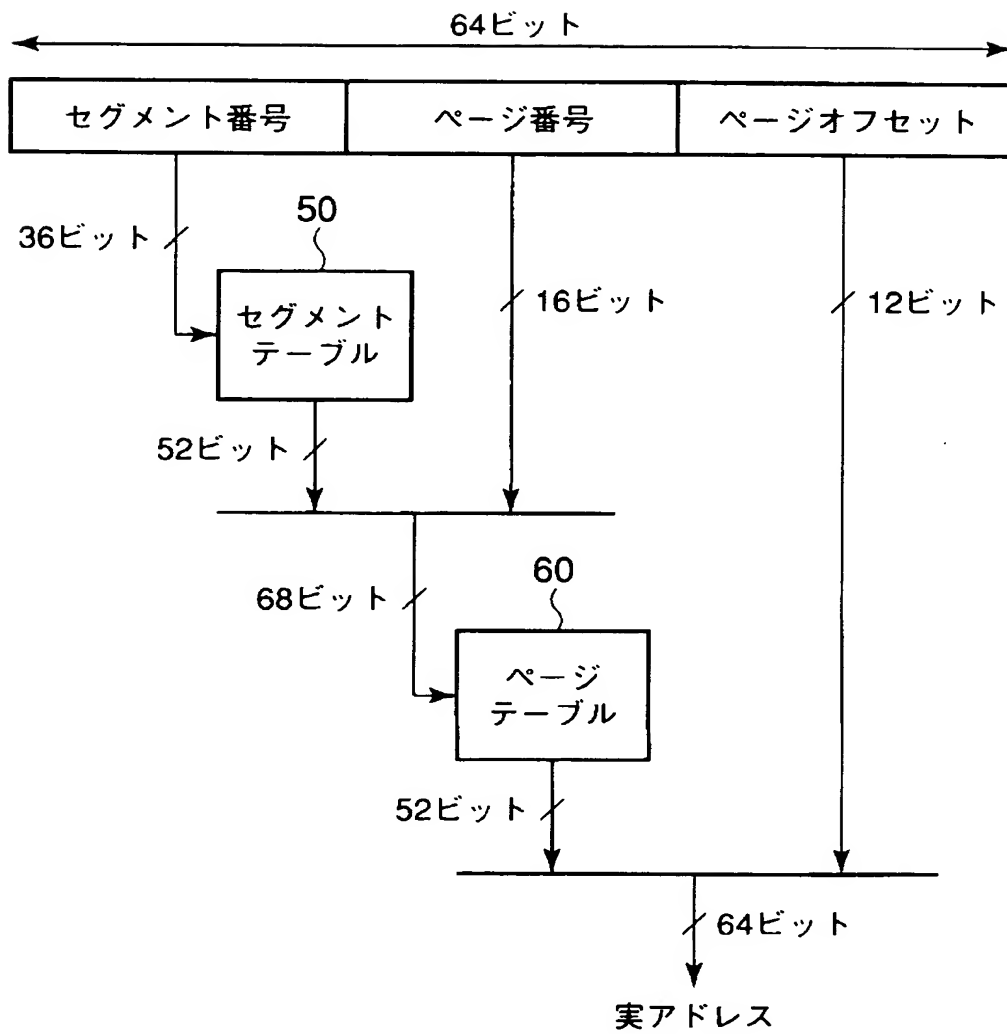 64ビット
セグメント番号
ページ番号
ページオフセット
50
36ビット
16ビット
12ビット
セグメント
テーブル
52ビット
60
68ビット
ページ
テーブル
52ビット
64ビット
実アドレス